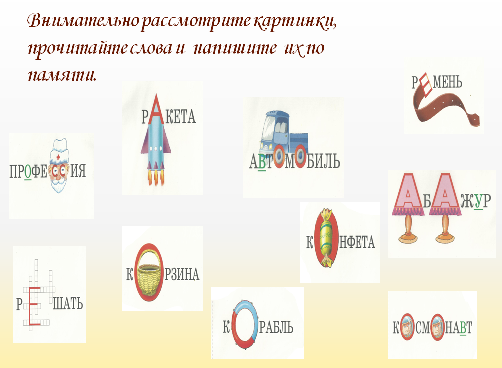 Внимательно рассмотрите картинки,
прочитайте слова и напишите их по
памяти.
РЕМЕНЬ
РАКЕТА
АВТОМОБИЛЬ
ПРОФЕССИЯ
АБАЖУР
КОНФЕТА
КОРЗИНА
РЕШАТЬ
КОРАБЛЬ
КОСМОНАВТ